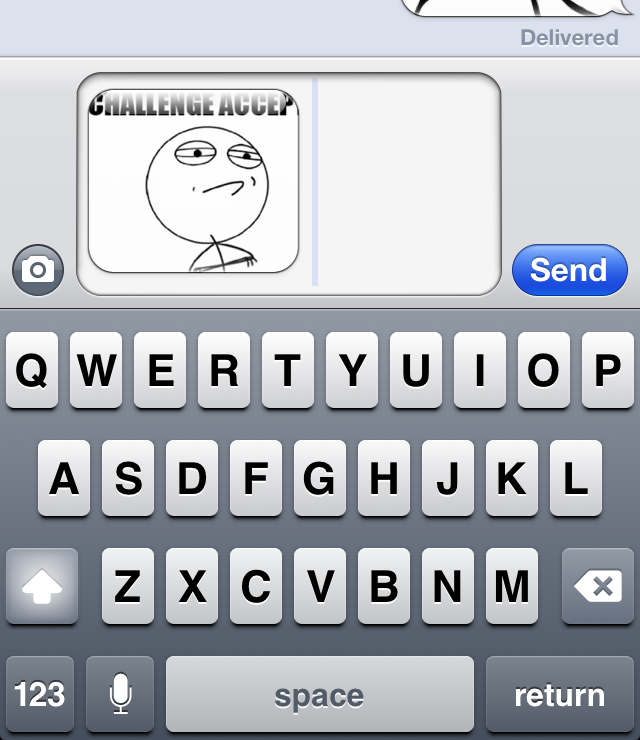 Delivered
CHALLENGE ACCEP
Send
Q W E R T Y U I O P
A S D F G H J K L
Z X C V B N M
123 space return